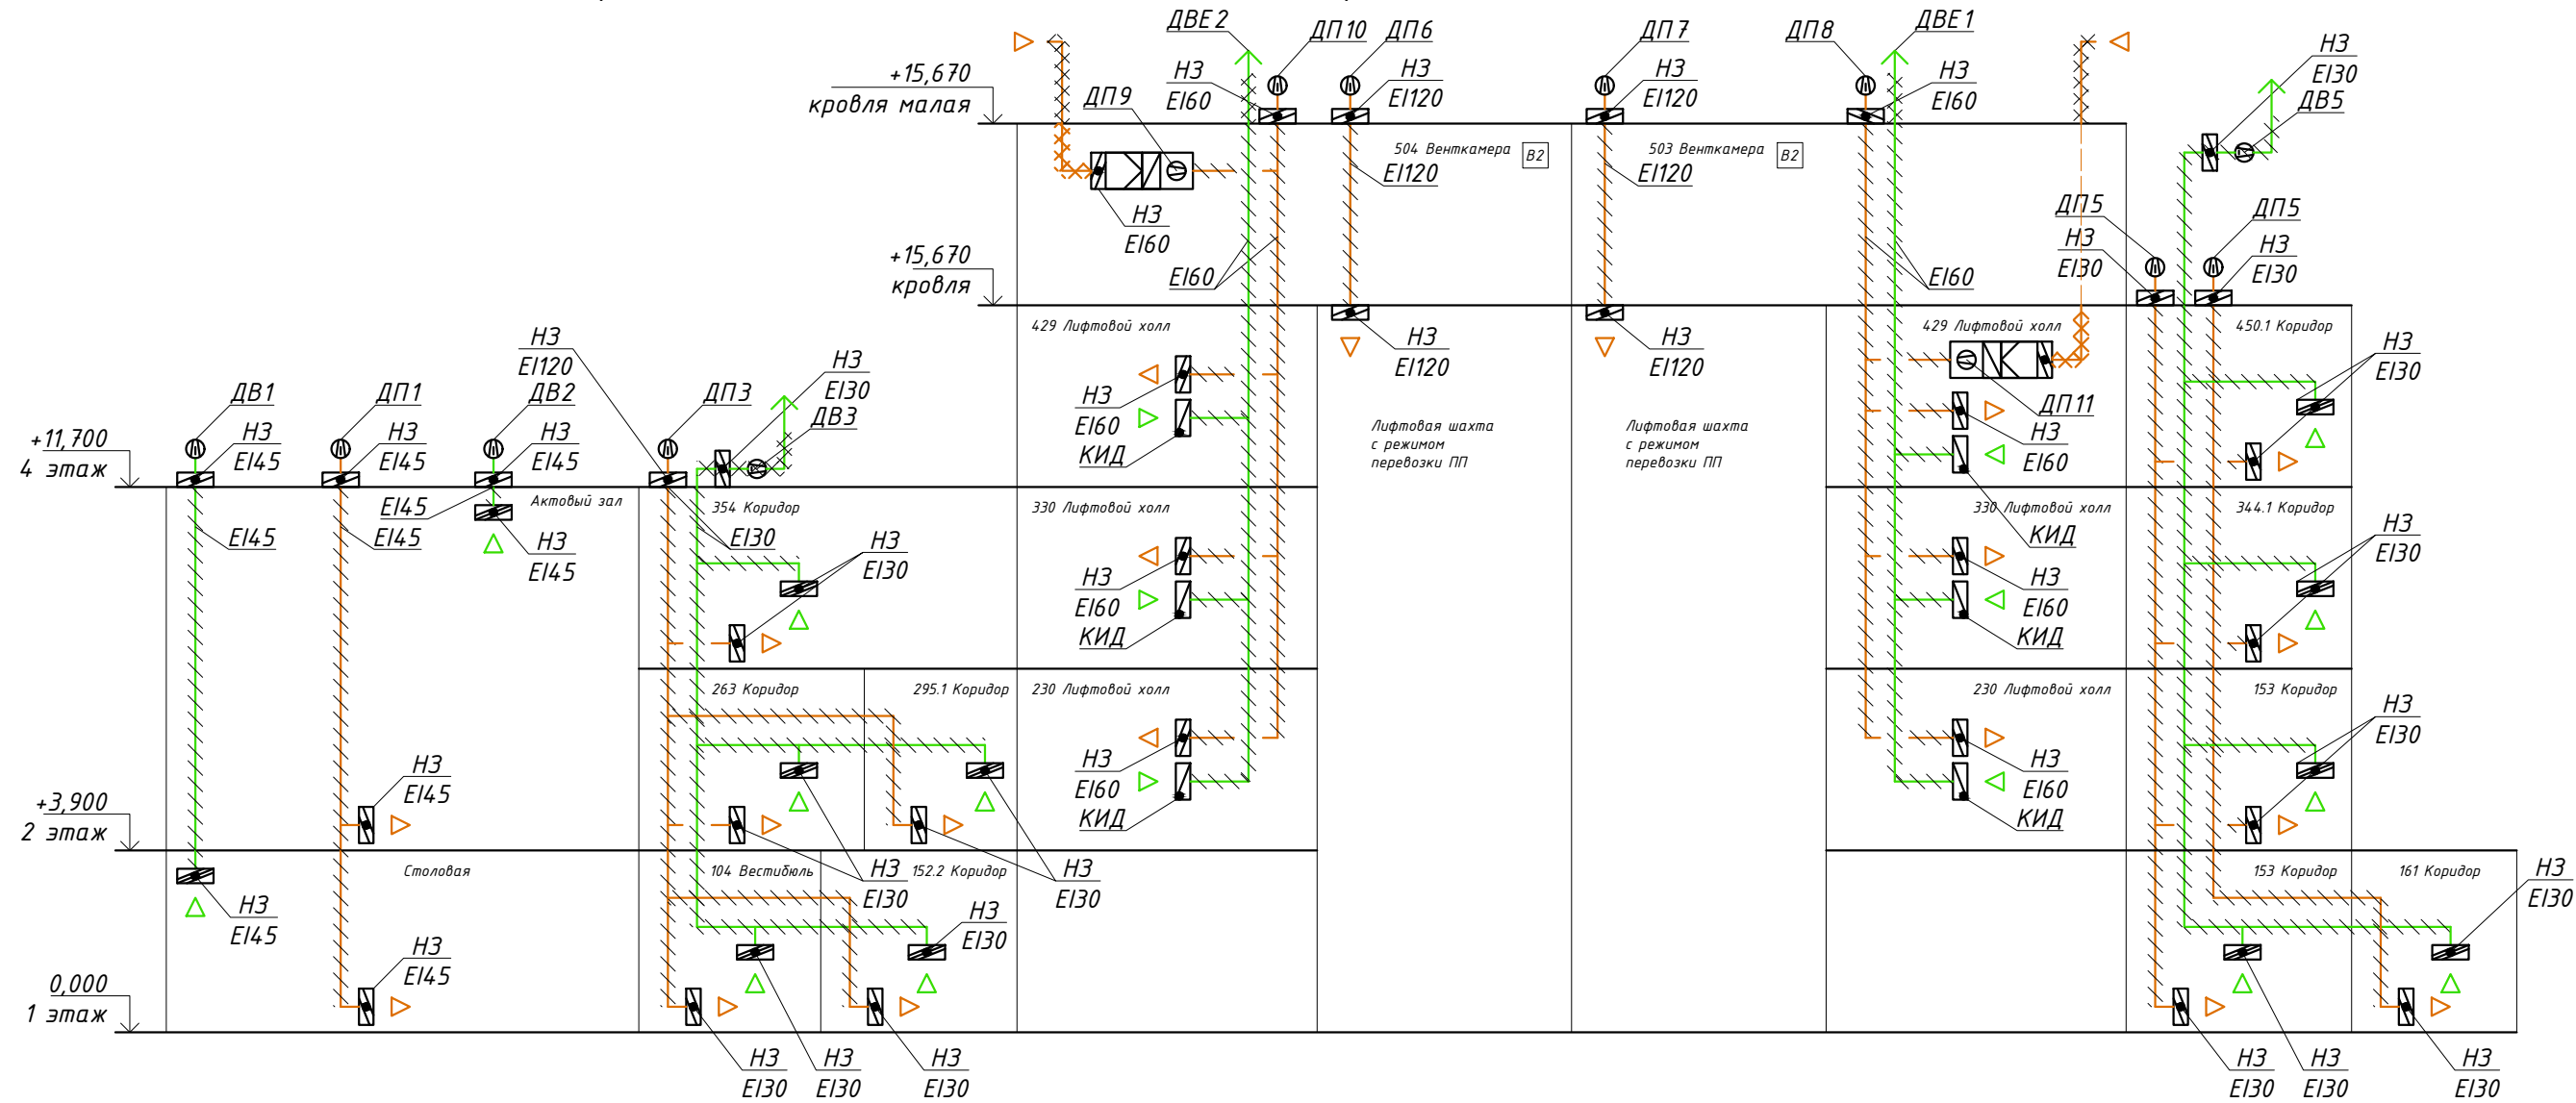 ДВЕ2
ДП10
ДП6
ДП7
ДП8
ДВЕ1
НЗ
EI30
ДВ5
+15,670
кровля малая
ДП9
НЗ
EI60
НЗ
EI120
НЗ
EI120
НЗ
EI60
504 Венткамера
В2
503 Венткамера
В2
EI120
EI120
НЗ
EI60
ДП5
НЗ
EI30
ДП5
НЗ
EI30
+15,670
кровля
EI60
EI60
429 Лифтовой холл
НЗ
EI120
НЗ
EI120
429 Лифтовой холл
450.1 Коридор
НЗ
EI120
НЗ
EI30
ДВ3
НЗ
EI60
КИД
ДП11
НЗ
EI60
НЗ
EI30
ДВ1
ДП1
ДВ2
ДП3
+11,700
4 этаж
НЗ
EI45
НЗ
EI45
НЗ
EI45
Лифтовая шахта
с режимом
перевозки ПП
Лифтовая шахта
с режимом
перевозки ПП
EI45
EI45
EI45
Актовый зал
НЗ
EI45
354 Коридор
EI30
НЗ
EI30
330 Лифтовой холл
НЗ
EI60
КИД
330 Лифтовой холл
КИД
НЗ
EI60
КИД
344.1 Коридор
НЗ
EI30
263 Коридор
295.1 Коридор
230 Лифтовой холл
НЗ
EI60
КИД
230 Лифтовой холл
НЗ
EI60
КИД
153 Коридор
НЗ
EI30
+3,900
2 этаж
НЗ
EI45
Столовая
104 Вестибюль
НЗ
EI30
152.2 Коридор
НЗ
EI30
153 Коридор
161 Коридор
НЗ
EI30
НЗ
EI45
НЗ
EI45
НЗ
EI30
0,000
1 этаж
НЗ
EI30
НЗ
EI30
НЗ
EI30
НЗ
EI30
НЗ
EI30
НЗ
EI30